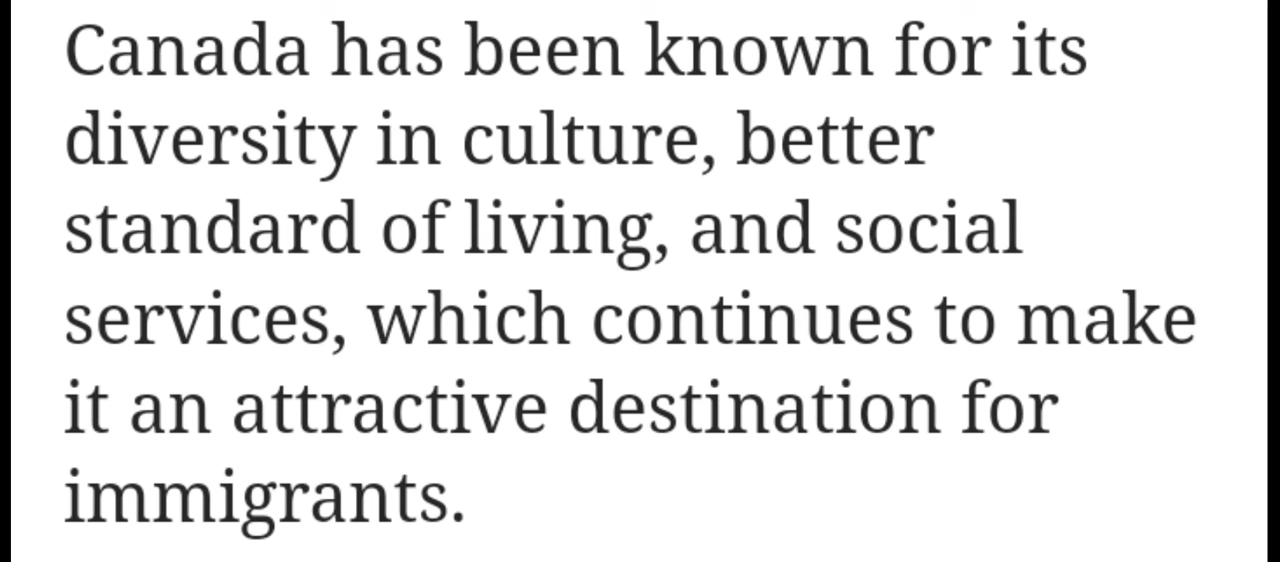 Canada has been known for its
diversity in culture, better
standard of living, and social
services, which continues to make
it an attractive destination for
immigrants.